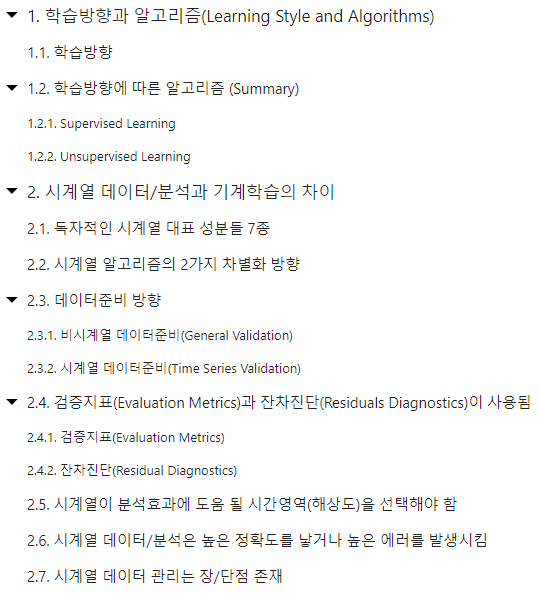 1. 학습방향과 알고리즘(Learning Style and Algorithms)
1.1. 학습방향
1.2. 학습방향에 따른 알고리즘 (Summary)
1.2.1. Supervised Learning
1.2.2. Unsupervised Learning
2. 시계열 데이터/분석과 기계학습의 차이
2.1. 독자적인 시계열 대표 성분들 7종
2.2. 시계열 알고리즘의 2가지 차별화 방향
2.3. 데이터준비 방향
2.3.1. 비시계열 데이터준비(General Validation)
2.3.2. 시계열 데이터준비(Time Series Validation)
2.4. 검증지표(Evaluation Metrics)과 잔차진단(Residuals Diagnostics)이 사용됨
2.4.1. 검증지표(Evaluation Metrics)
2.4.2. 잔차진단(Residual Diagnostics)
2.5. 시계열이 분석효과에 도움 될 시간영역(해상도)을 선택해야 함
2.6. 시계열 데이터/분석은 높은 정확도를 낳거나 높은 에러를 발생시킴
2.7. 시계열 데이터 관리는 장/단점 존재